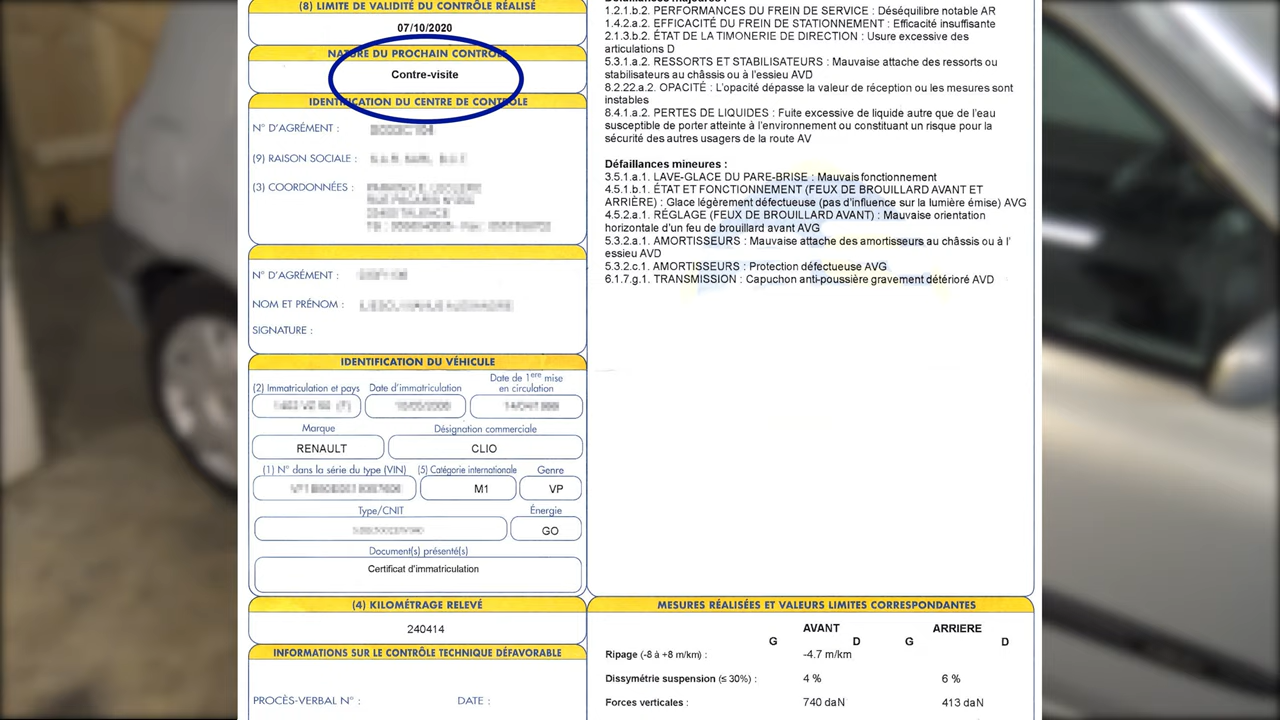 (8) LIMITE DE VALIDITÉ DU CONTRÔLE RÉALISÉ
07/10/2020
NATURE DU PROCHAIN CONTRÔLE
Contre-visite
IDENTIFICATION DU CENTRE DE CONTRÔLE
N° D'AGRÉMENT :
(9) RAISON SOCIALE :
(3) COORDONNÉES :
N° D'AGRÉMENT :
NOM ET PRÉNOM :
SIGNATURE :
IDENTIFICATION DU VÉHICULE
(2) Immatriculation et pays
Date d'immatriculation
Date de 1ere mise
en circulation
Marque
Désignation commerciale
RENAULT
CLIO
(1) N° dans la série du type (VIN)
(5) Catégorie internationale
Genre
M1
VP
Type/CNIT
Énergie
GO
Document(s) présenté(s)
Certificat d'immatriculation
(4) KILOMÉTRAGE RELEVÉ
240414
INFORMATIONS SUR LE CONTRÔLE TECHNIQUE DÉFAVORABLE
PROCÈS-VERBAL N° :
DATE :
1.2.1.b.2. PERFORMANCES DU FREIN DE SERVICE : Déséquilibre notable AR
1.4.2.a.2. EFFICACITÉ DU FREIN DE STATIONNEMENT : Efficacité insuffisante
2.1.3.b.2. ÉTAT DE LA TIMONERIE DE DIRECTION : Usure excessive des
articulations D
5.3.1.a.2. RESSORTS ET STABILISATEURS : Mauvaise attache des ressorts ou
stabilisateurs au châssis ou à l'essieu AVD
8.2.22.a.2. OPACITÉ : L'opacité dépasse la valeur de réception ou les mesures sont
instables
8.4.1.a.2. PERTES DE LIQUIDES : Fuite excessive de liquide autre que de l'eau
susceptible de porter atteinte à l'environnement ou constituant un risque pour la
sécurité des autres usagers de la route AV
Défaillances mineures :
3.5.1.a.1. LAVE-GLACE DU PARE-BRISE : Mauvais fonctionnement
4.5.1.b.1. ÉTAT ET FONCTIONNEMENT (FEUX DE BROUILLARD AVANT ET
ARRIÈRE) : Glace légèrement défectueuse (pas d'influence sur la lumière émise) AVG
4.5.2.a.1. RÉGLAGE (FEUX DE BROUILLARD AVANT) : Mauvaise orientation
horizontale d'un feu de brouillard avant AVG
5.3.2.a.1. AMORTISSEURS : Mauvaise attache des amortisseurs au châssis ou à l'
essieu AVD
5.3.2.c.1. AMORTISSEURS : Protection défectueuse AVG
6.1.7.g.1. TRANSMISSION : Capuchon anti-poussière gravement détérioré AVD
MESURES RÉALISÉES ET VALEURS LIMITES CORRESPONDANTES
AVANT ARRIERE
G D G D
Ripage (-8 à +8 m/km) : -4.7 m/km
Dissymétrie suspension (≤ 30%) : 4 % 6 %
Forces verticales : 740 daN 413 daN